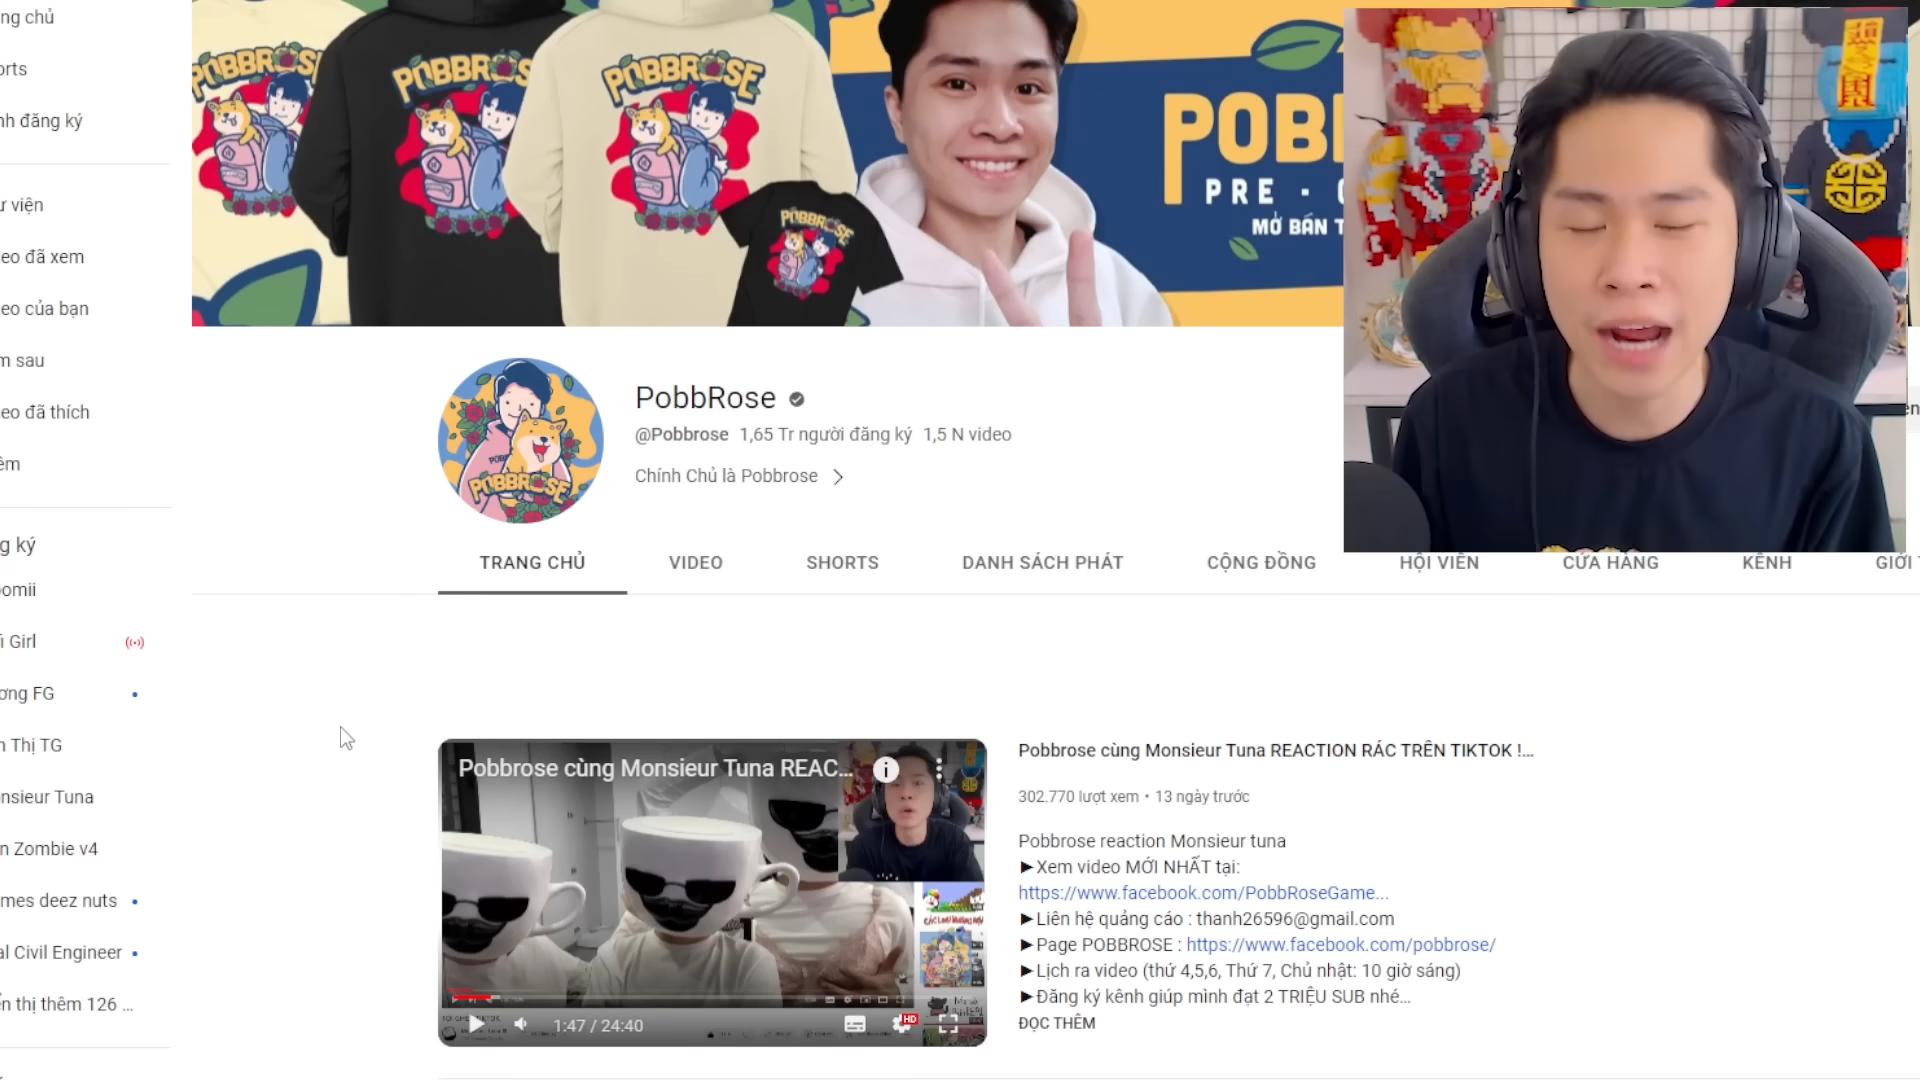 ng chủ
orts
nh đăng ký
ư viện
eo đã xem
eo của bạn
m sau
eo đã thích
êm
g ký
oomii
i Girl
ơng FG
n Thị TG
nsieur Tuna
n Zombie v4
mes deez nuts
al Civil Engineer
ển thị thêm 126 ...
POBBROSE
POBBROSE
POBBROSE
POBBROSE
POBB
PRE - 
MỞ BÁN T
PobbRose
@Pobbrose 1,65 Tr người đăng ký 1,5 N video
Chính Chủ là Pobbrose
POBBROSE
TRANG CHỦ VIDEO SHORTS DANH SÁCH PHÁT CỘNG ĐỒNG HỘI VIÊN CỬA HÀNG KÊNH GIỚI
Pobbrose cùng Monsieur Tuna REAC...
1:47 / 24:40
HD
Pobbrose cùng Monsieur Tuna REACTION RÁC TRÊN TIKTOK !...
302.770 lượt xem • 13 ngày trước
Pobbrose reaction Monsieur tuna
►Xem video MỚI NHẤT tại:
https://www.facebook.com/PobbRoseGame...
►Liên hệ quảng cáo : thanh26596@gmail.com
►Page POBBROSE : https://www.facebook.com/pobbrose/
►Lịch ra video (thứ 4,5,6, Thứ 7, Chủ nhật: 10 giờ sáng)
►Đăng ký kênh giúp mình đạt 2 TRIỆU SUB nhé...
ĐỌC THÊM